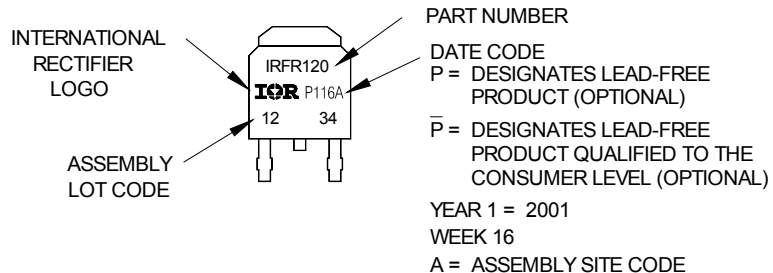 INTERNATIONAL
RECTIFIER
LOGO
ASSEMBLY
LOT CODE
IRFR120
IOR P116A
12 34
PART NUMBER
DATE CODE
P = DESIGNATES LEAD-FREE
PRODUCT (OPTIONAL)
P̅ = DESIGNATES LEAD-FREE
PRODUCT QUALIFIED TO THE
CONSUMER LEVEL (OPTIONAL)
YEAR 1 = 2001
WEEK 16
A = ASSEMBLY SITE CODE